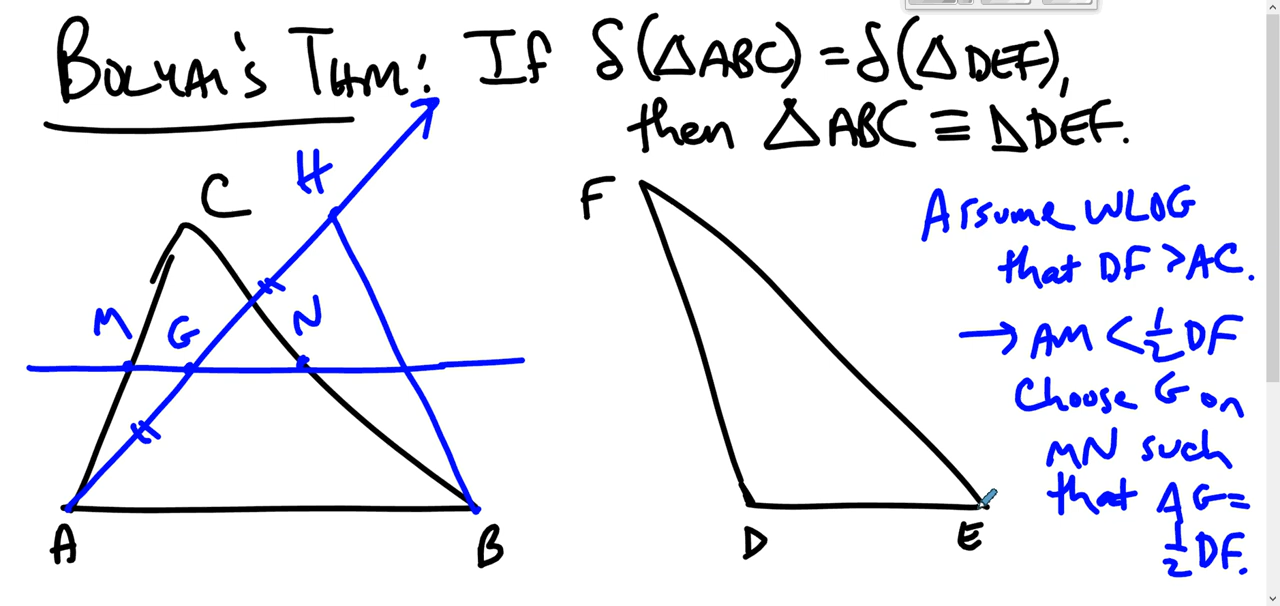 BOLYAI'S THM: If δ(△ABC) = δ(△DEF),
then △ABC ≡ △DEF.
C
H
M
G
N
A
B
F
D
E
Assume WLOG
that DF > AC.
→ AM < 1/2 DF
Choose G on
MN such
that AG =
1/2 DF.